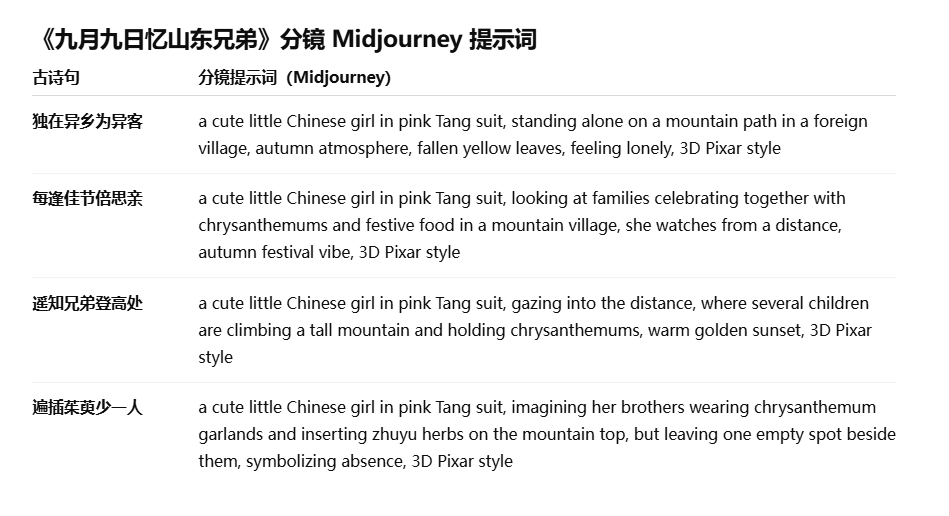 《九月九日忆山东兄弟》分镜 Midjourney 提示词
古诗句 分镜提示词（Midjourney）
独在异乡为异客 a cute little Chinese girl in pink Tang suit, standing alone on a mountain path in a foreign
village, autumn atmosphere, fallen yellow leaves, feeling lonely, 3D Pixar style
每逢佳节倍思亲 a cute little Chinese girl in pink Tang suit, looking at families celebrating together with
chrysanthemums and festive food in a mountain village, she watches from a distance,
autumn festival vibe, 3D Pixar style
遥知兄弟登高处 a cute little Chinese girl in pink Tang suit, gazing into the distance, where several children
are climbing a tall mountain and holding chrysanthemums, warm golden sunset, 3D Pixar
style
遍插茱萸少一人 a cute little Chinese girl in pink Tang suit, imagining her brothers wearing chrysanthemum
garlands and inserting zhuyu herbs on the mountain top, but leaving one empty spot beside
them, symbolizing absence, 3D Pixar style